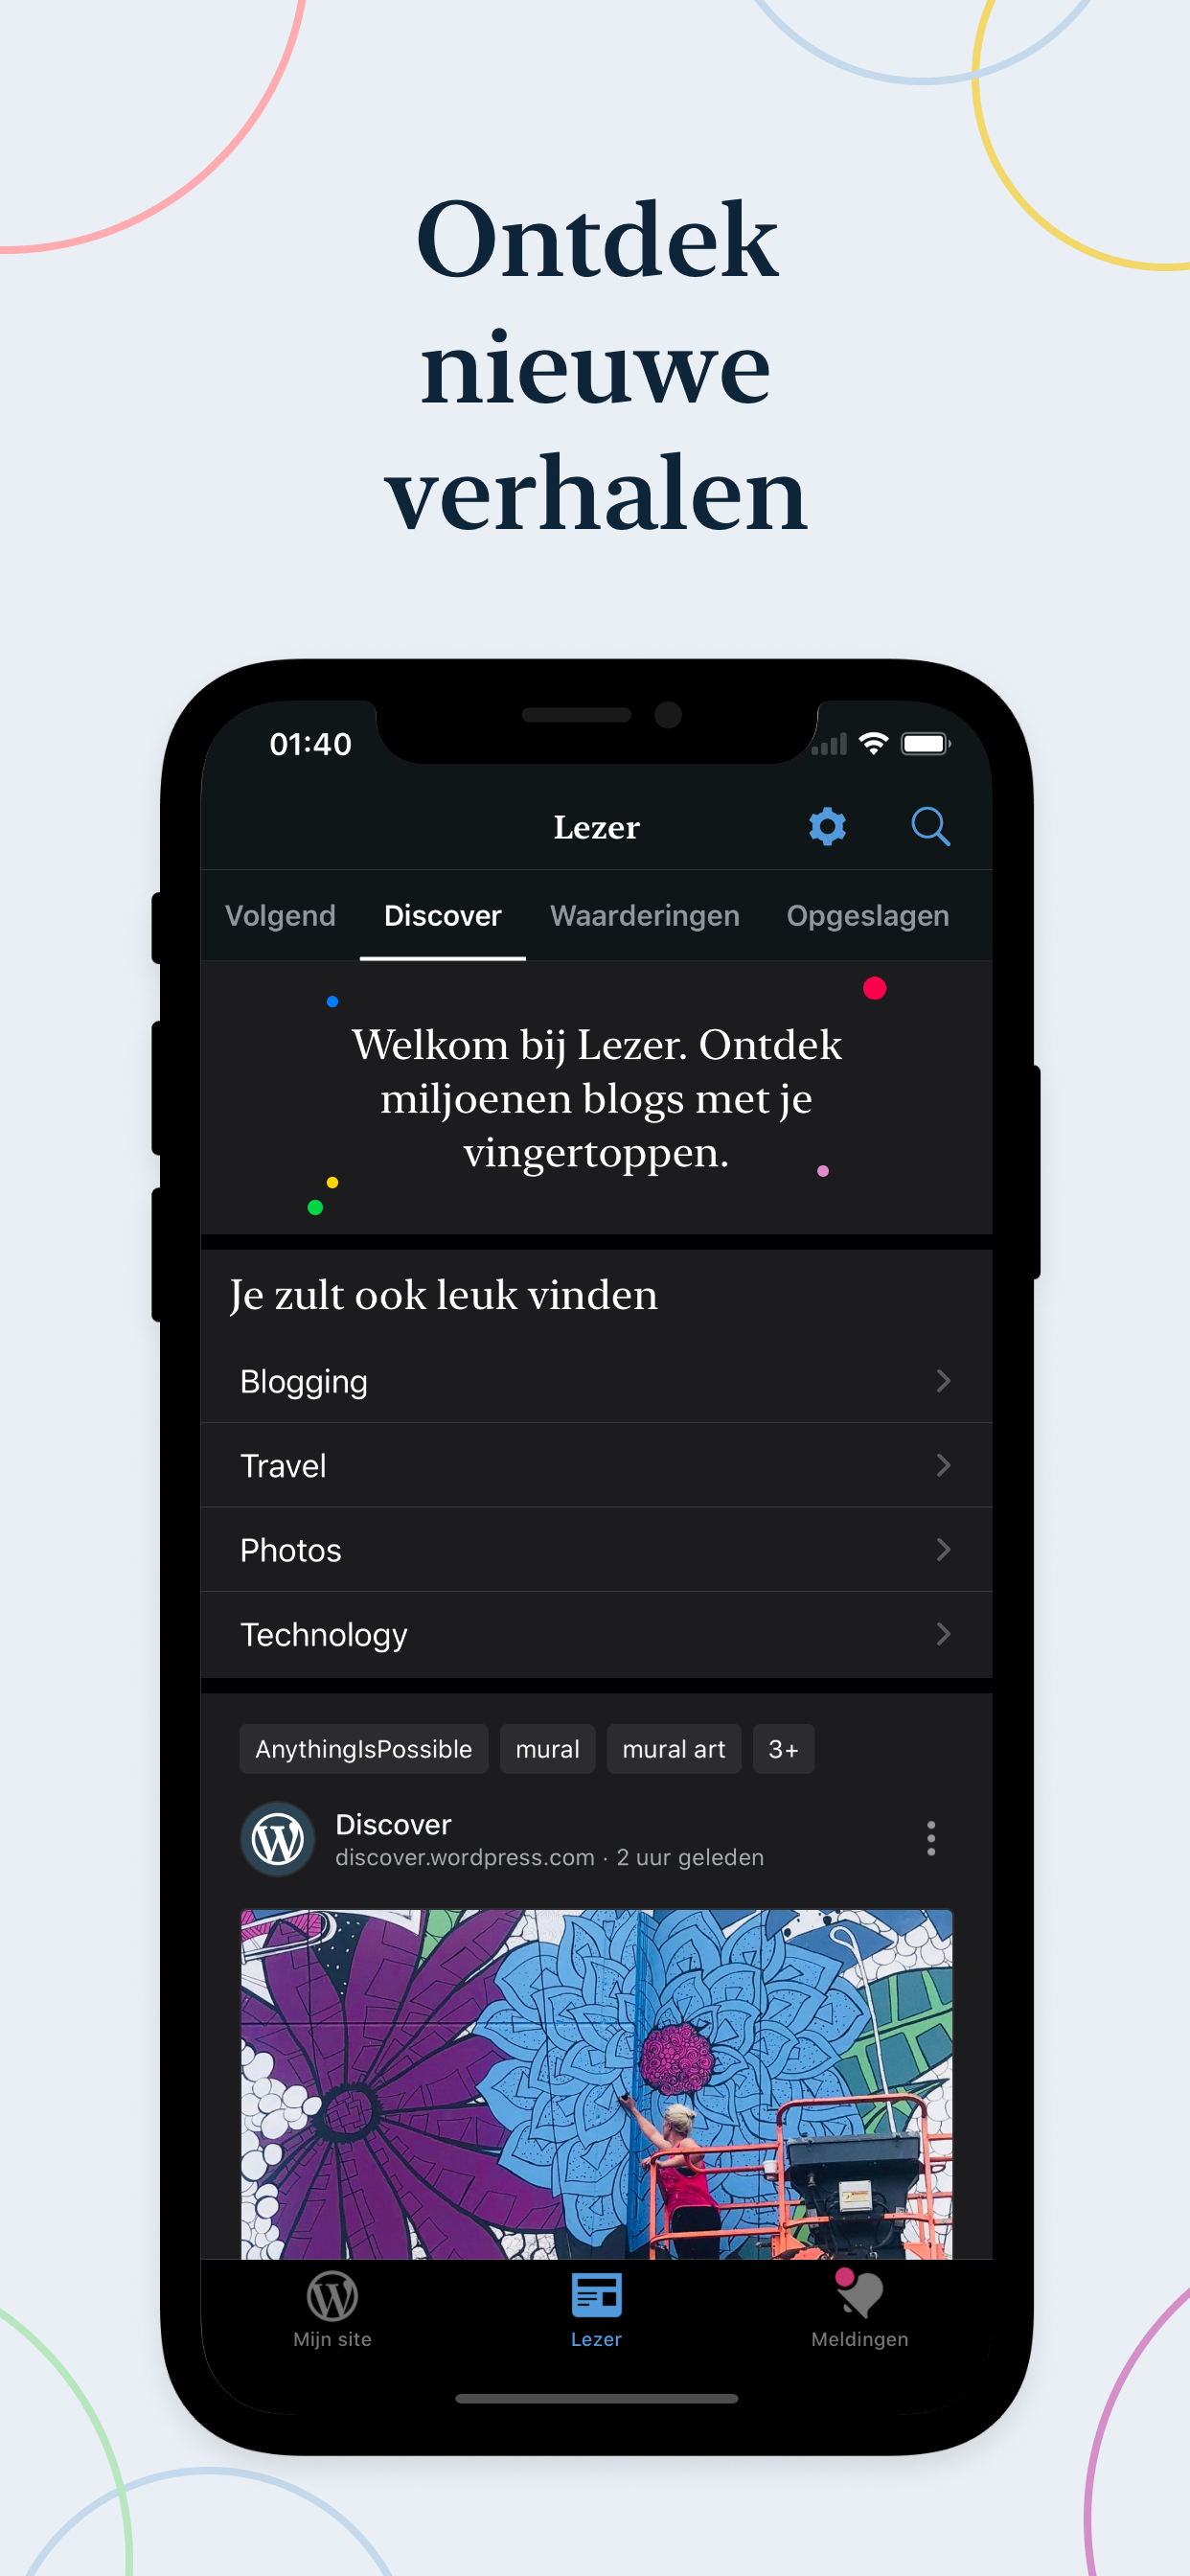 Ontdek
nieuwe
verhalen
01:40
Lezer
Volgend Discover Waarderingen Opgeslagen
Welkom bij Lezer. Ontdek
miljoenen blogs met je
vingertoppen.
Je zult ook leuk vinden
Blogging
Travel
Photos
Technology
AnythingIsPossible mural mural art 3+
Discover
discover.wordpress.com · 2 uur geleden
Mijn site Lezer Meldingen